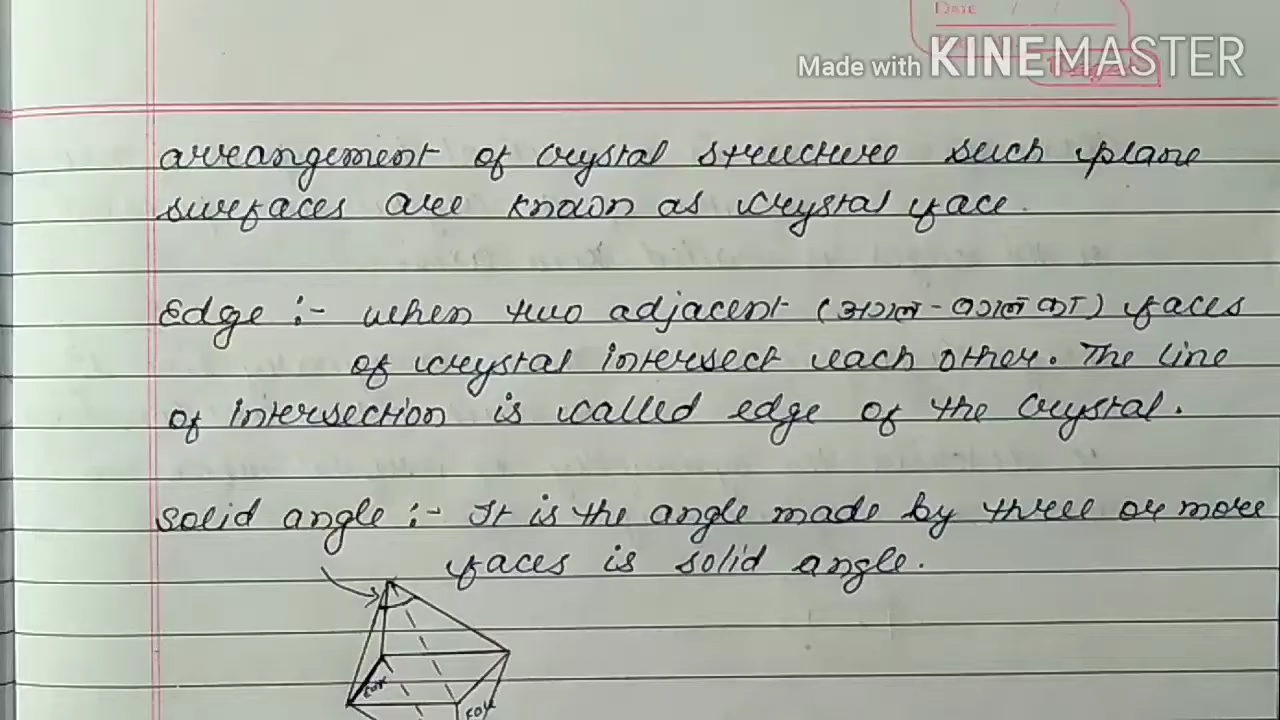 DATE / /
Made with KINEMASTER
arrangement of crystal structure such plane
surfaces are known as crystal face.
Edge :- when two adjacent (अगल-बगल का) faces
of crystal intersect each other. The line
of intersection is called edge of the crystal.
Solid angle :- It is the angle made by three or more
faces is solid angle.